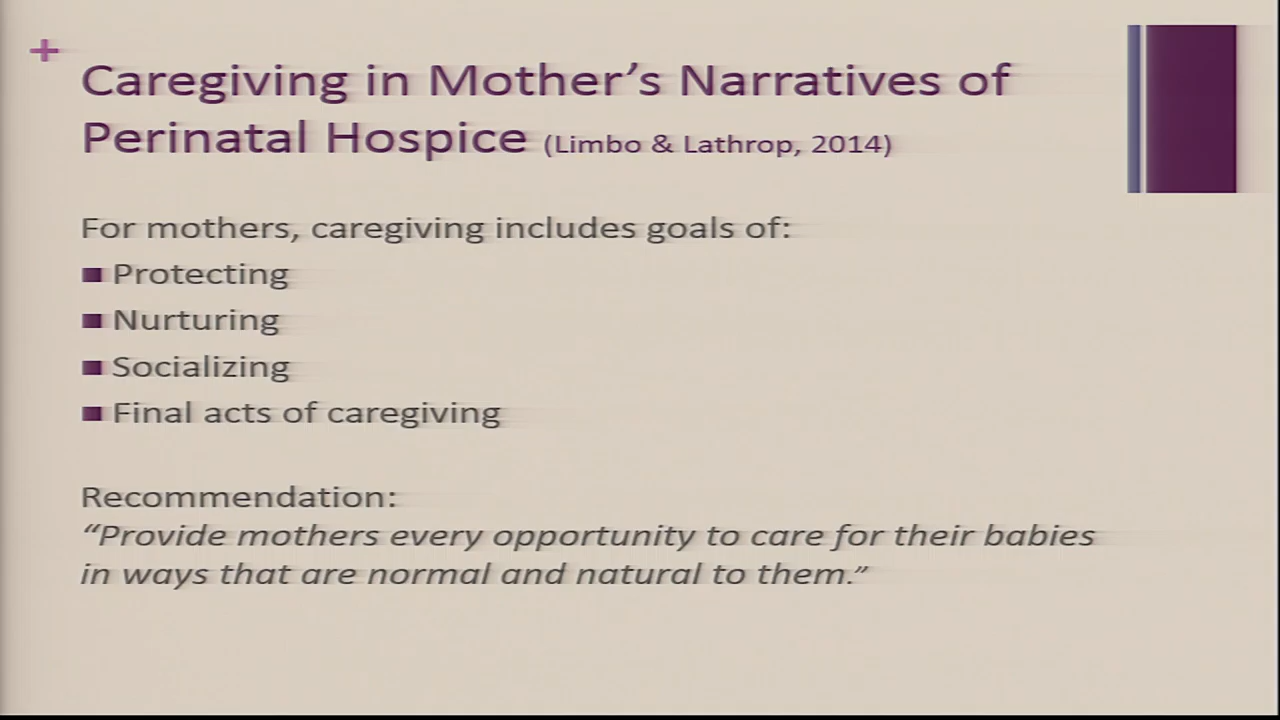 Caregiving in Mother's Narratives of
Perinatal Hospice (Limbo & Lathrop, 2014)
For mothers, caregiving includes goals of:
Protecting
Nurturing
Socializing
Final acts of caregiving
Recommendation:
“Provide mothers every opportunity to care for their babies
in ways that are normal and natural to them.”